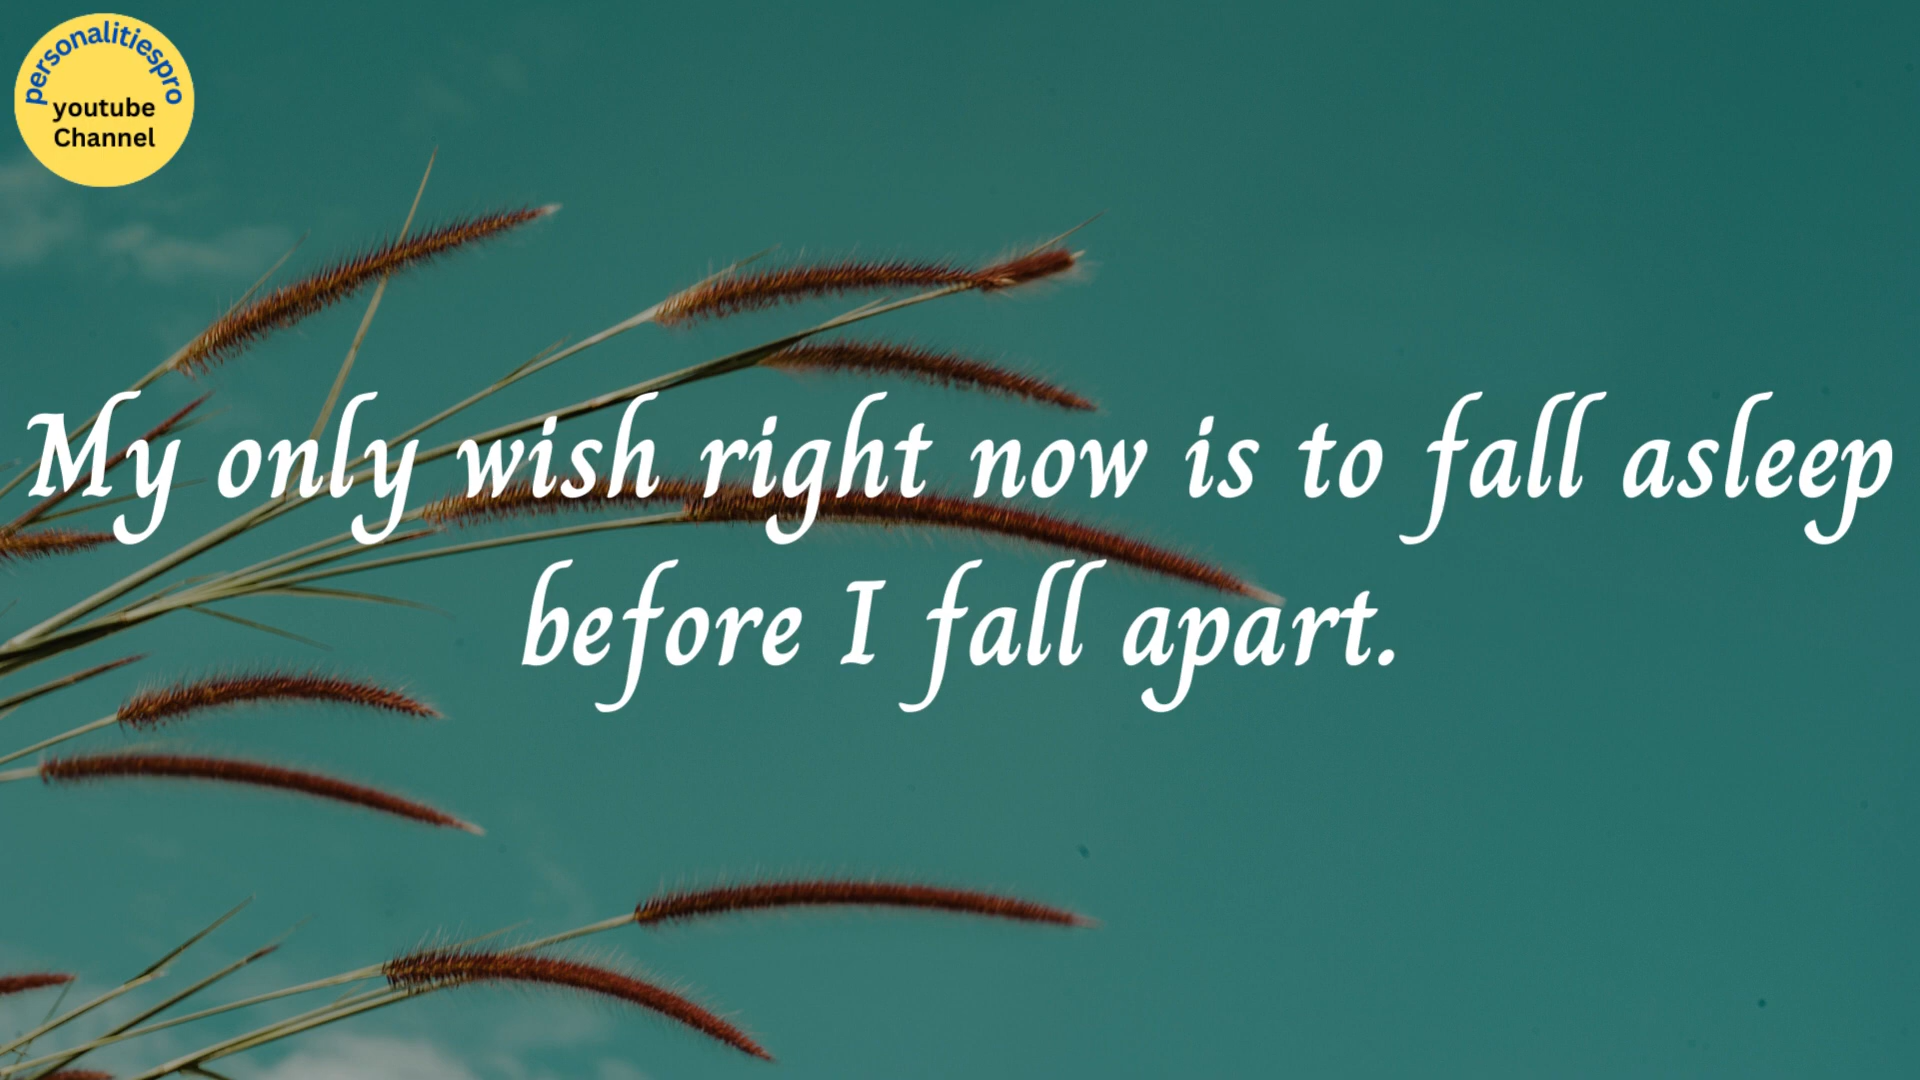 personalitiespro
youtube
Channel
My only wish right now is to fall asleep
before I fall apart.